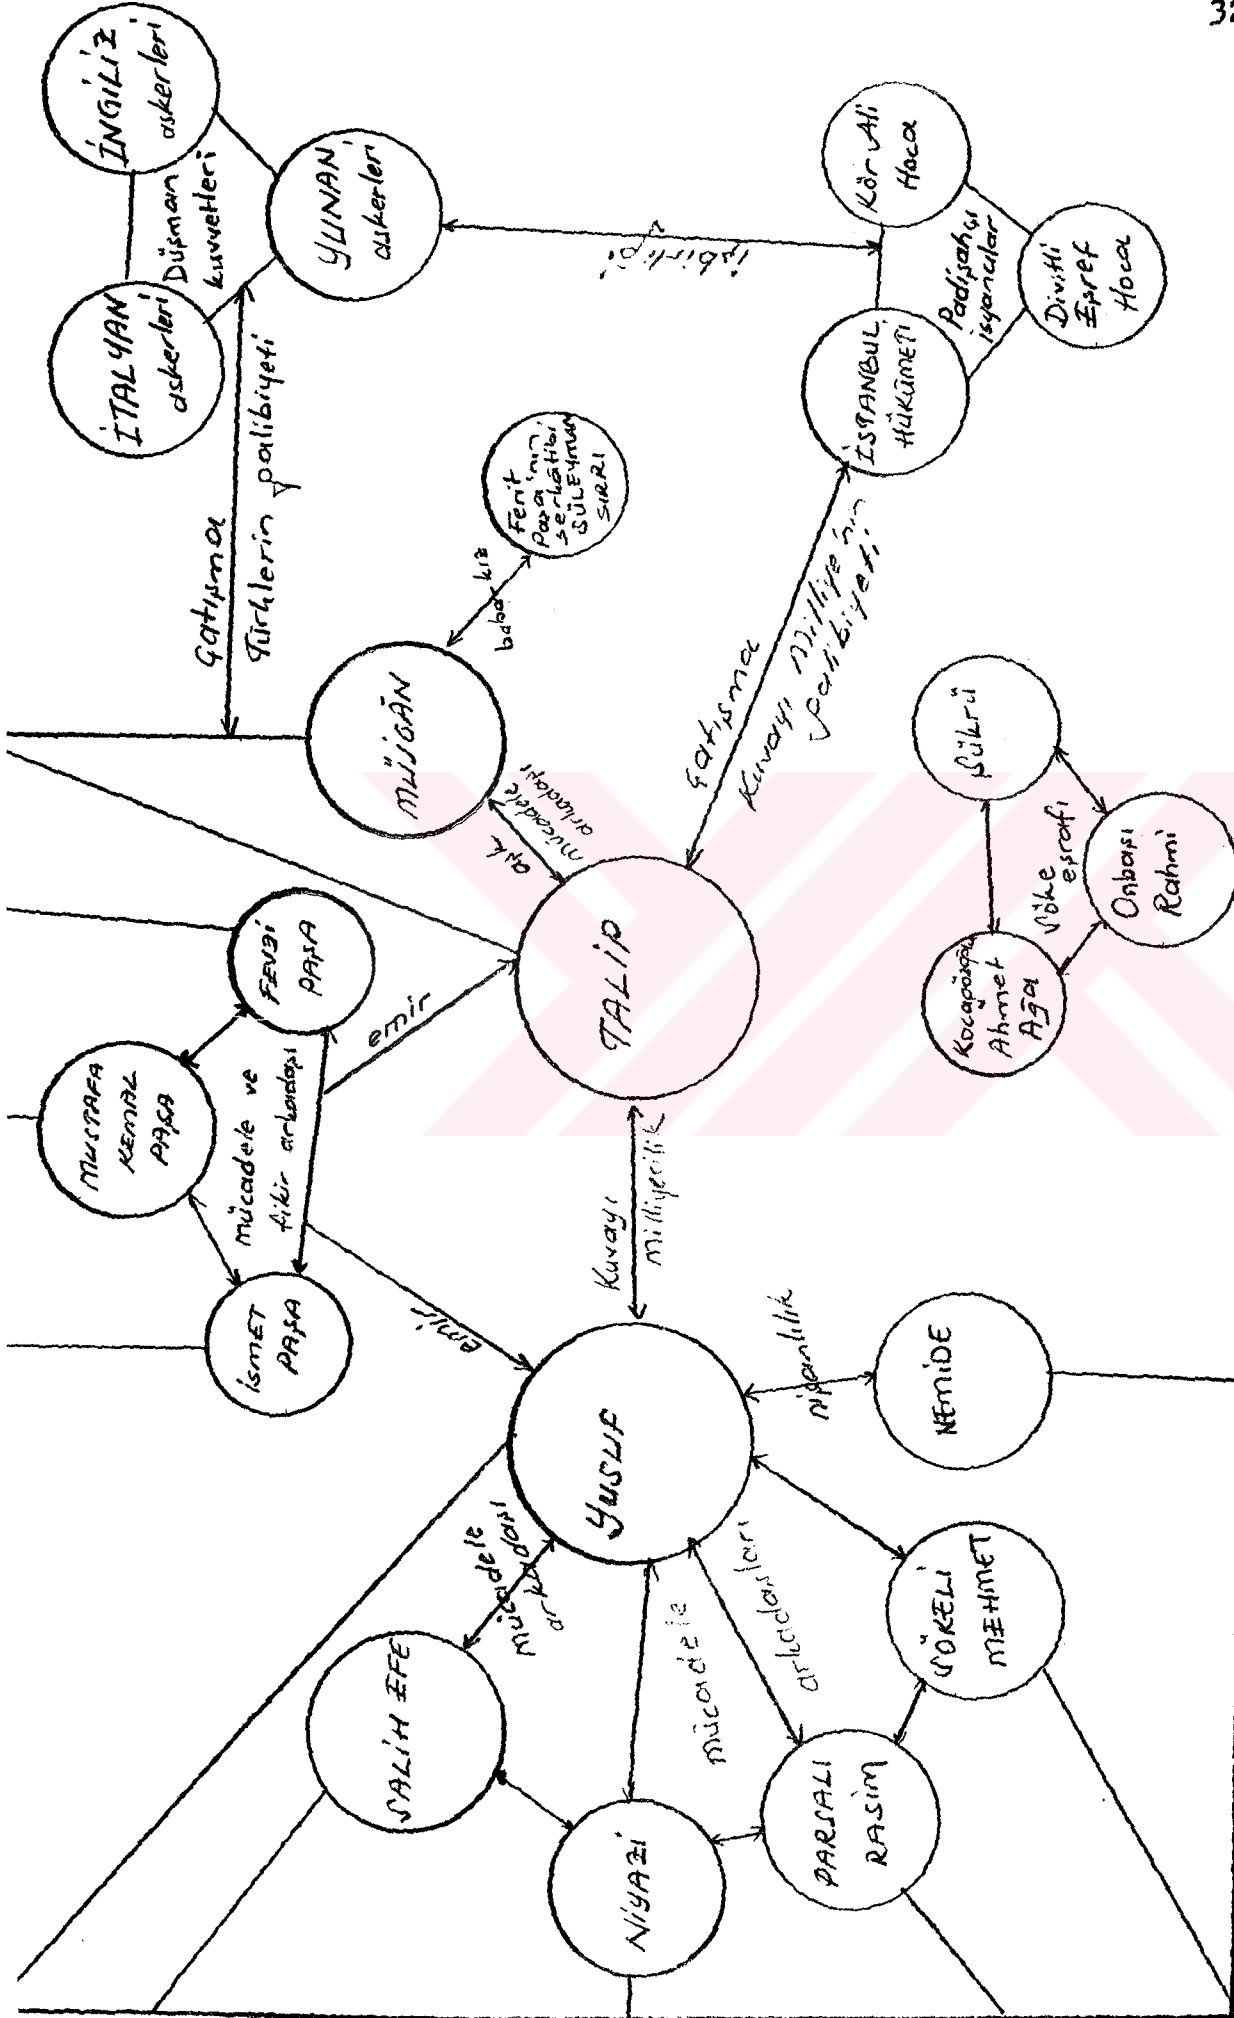 32
İNGİLİZ
askerleri
İTALYAN
askerleri
Düşman
kuvvetleri
YUNAN
askerleri
işbirliği
Kör Ali
Hoca
Padişahçı
isyancılar
Divitli
Eşref
Hoca
İSTANBUL
HÜKÜMETİ
Çatışma
Türklerin galibiyeti
Ferit
Paşa'nın
serkâtibi
SÜLEYMAN
SIRRI
baba-kız
MÜJGÂN
aşk
mücadele
arkadaşı
Çatışma
Kuvayı Milliye'nin
galibiyeti
Şükrü
Söke
eşrafı
Onbaşı
Rahmi
Ahmet
Ağa
FEVZİ
PAŞA
MUSTAFA
KEMAL
PAŞA
mücadele ve
fikir arkadaşı
İSMET
PAŞA
emir
emir
TALİP
Kuvayı
Milliyecilik
YUSUF
nişanlılık
NEMİDE
mücadele
arkadaşı
SALİH EFE
mücadele
arkadaşları
NİYAZİ
PARSALI
RASİM
SÖKELİ
MEHMET